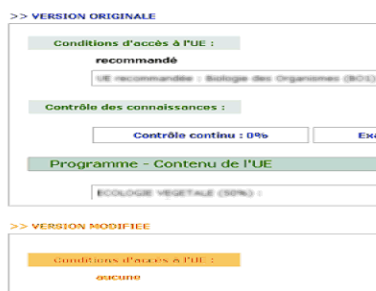 >> VERSION ORIGINALE
Conditions d'accès à l'UE :
recommandé
UE recommandée : Biologie des Organismes (BO1)
Contrôle des connaissances :
Contrôle continu : 0% Exa
Programme - Contenu de l'UE
ECOLOGIE VEGETALE (50%) :
>> VERSION MODIFIEE
Conditions d'accès à l'UE :
aucune